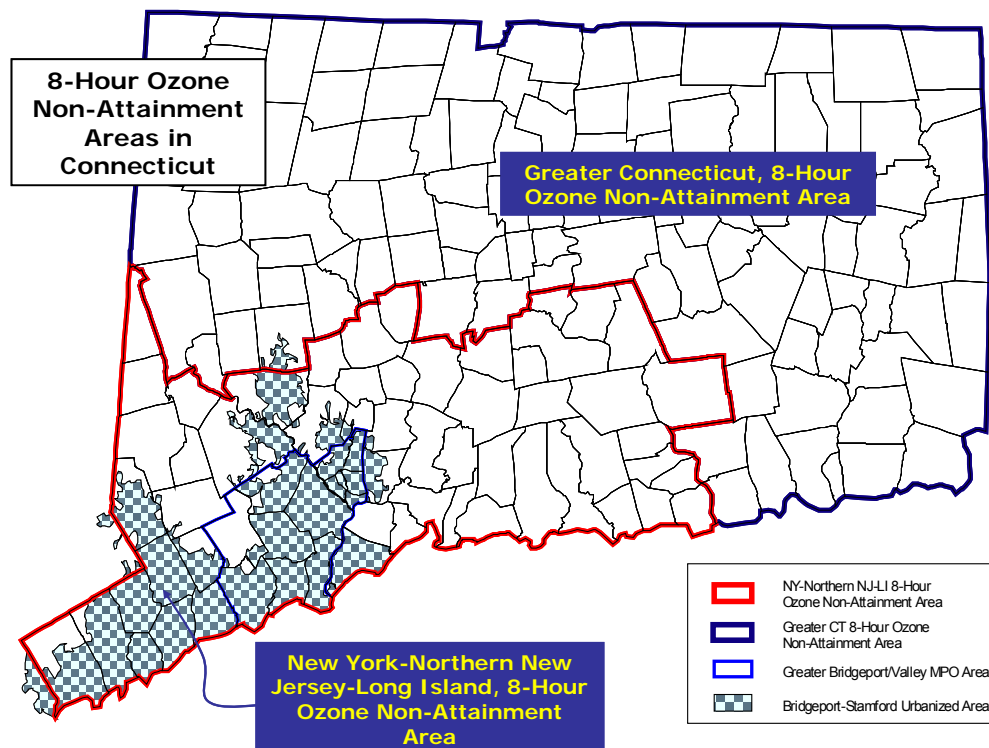 8-Hour Ozone
Non-Attainment
Areas in
Connecticut
Greater Connecticut, 8-Hour
Ozone Non-Attainment Area
New York-Northern New
Jersey-Long Island, 8-Hour
Ozone Non-Attainment
Area
NY-Northern NJ-LI 8-Hour
Ozone Non-Attainment Area
Greater CT 8-Hour Ozone
Non-Attainment Area
Greater Bridgeport/Valley MPO Area
Bridgeport-Stamford Urbanized Area